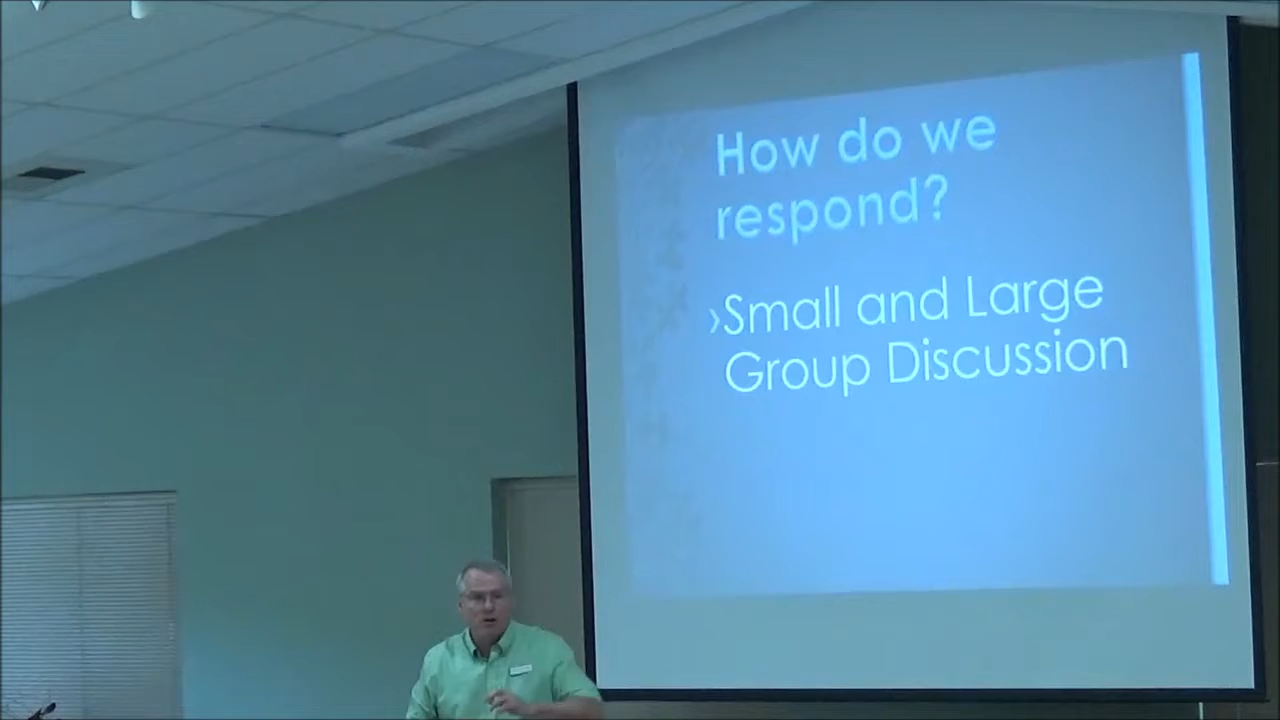 How do we
respond?
›Small and Large
Group Discussion